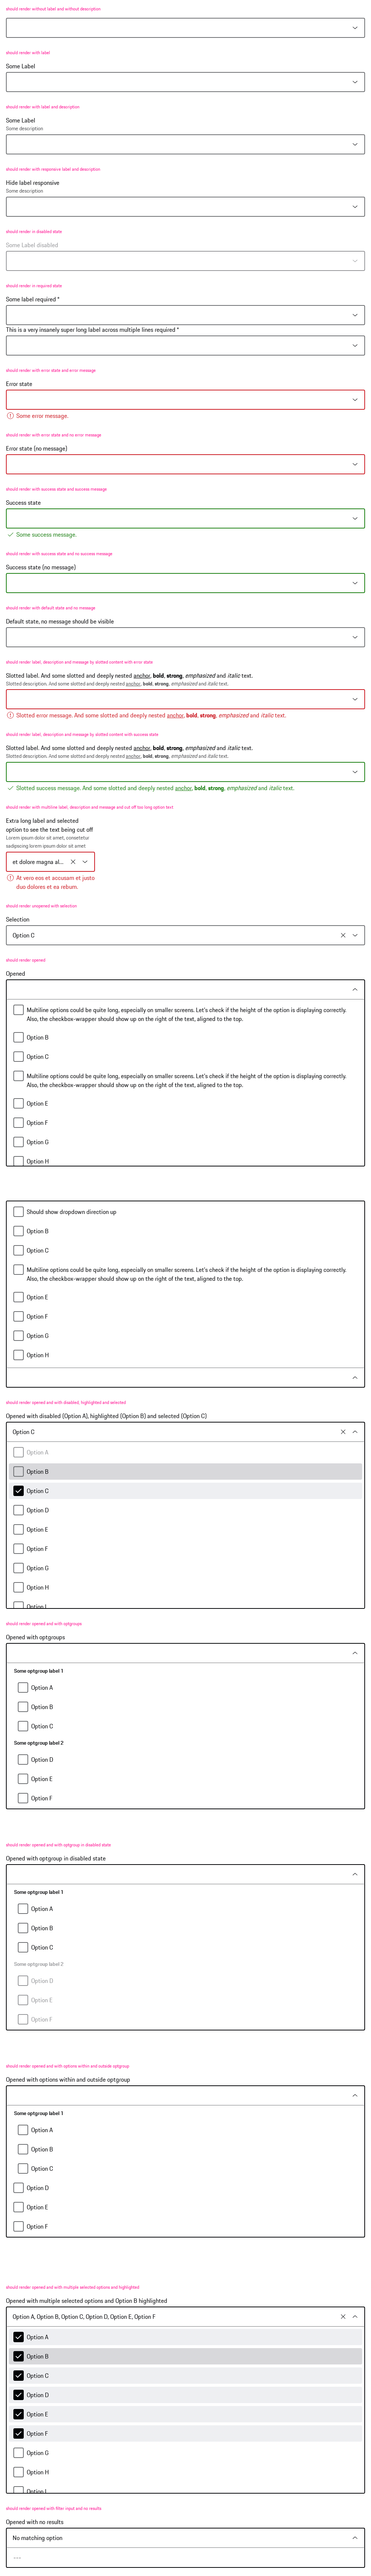 should render without label and without description
should render with label
Some Label
should render with label and description
Some Label
Some description
should render with responsive label and description
Hide label responsive
Some description
should render in disabled state
Some Label disabled
should render in required state
Some label required *
This is a very insanely super long label across multiple lines required *
should render with error state and error message
Error state
Some error message.
should render with error state and no error message
Error state (no message)
should render with success state and success message
Success state
Some success message.
should render with success state and no success message
Success state (no message)
should render with default state and no message
Default state, no message should be visible
should render label, description and message by slotted content with error state
Slotted label. And some slotted and deeply nested anchor, bold, strong, emphasized and italic text.
Slotted description. And some slotted and deeply nested anchor, bold, strong, emphasized and italic text.
Slotted error message. And some slotted and deeply nested anchor, bold, strong, emphasized and italic text.
should render label, description and message by slotted content with success state
Slotted label. And some slotted and deeply nested anchor, bold, strong, emphasized and italic text.
Slotted description. And some slotted and deeply nested anchor, bold, strong, emphasized and italic text.
Slotted success message. And some slotted and deeply nested anchor, bold, strong, emphasized and italic text.
should render with multiline label, description and message and cut off too long option text
Extra long label and selected
option to see the text being cut off
Lorem ipsum dolor sit amet, consetetur
sadipscing lorem ipsum dolor sit amet
et dolore magna al...
At vero eos et accusam et justo
duo dolores et ea rebum.
should render unopened with selection
Selection
Option C
should render opened
Opened
Multiline options could be quite long, especially on smaller screens. Let's check if the height of the option is displaying correctly.
Also, the checkbox-wrapper should show up on the right of the text, aligned to the top.
Option B
Option C
Multiline options could be quite long, especially on smaller screens. Let's check if the height of the option is displaying correctly.
Also, the checkbox-wrapper should show up on the right of the text, aligned to the top.
Option E
Option F
Option G
Option H
Should show dropdown direction up
Option B
Option C
Multiline options could be quite long, especially on smaller screens. Let's check if the height of the option is displaying correctly.
Also, the checkbox-wrapper should show up on the right of the text, aligned to the top.
Option E
Option F
Option G
Option H
should render opened and with disabled, highlighted and selected
Opened with disabled (Option A), highlighted (Option B) and selected (Option C)
Option C
Option A
Option B
Option C
Option D
Option E
Option F
Option G
Option H
Option I
should render opened and with optgroups
Opened with optgroups
Some optgroup label 1
Option A
Option B
Option C
Some optgroup label 2
Option D
Option E
Option F
should render opened and with optgroup in disabled state
Opened with optgroup in disabled state
Some optgroup label 1
Option A
Option B
Option C
Some optgroup label 2
Option D
Option E
Option F
should render opened and with options within and outside optgroup
Opened with options within and outside optgroup
Some optgroup label 1
Option A
Option B
Option C
Option D
Option E
Option F
should render opened and with multiple selected options and highlighted
Opened with multiple selected options and Option B highlighted
Option A, Option B, Option C, Option D, Option E, Option F
Option A
Option B
Option C
Option D
Option E
Option F
Option G
Option H
Option I
should render opened with filter input and no results
Opened with no results
No matching option
---